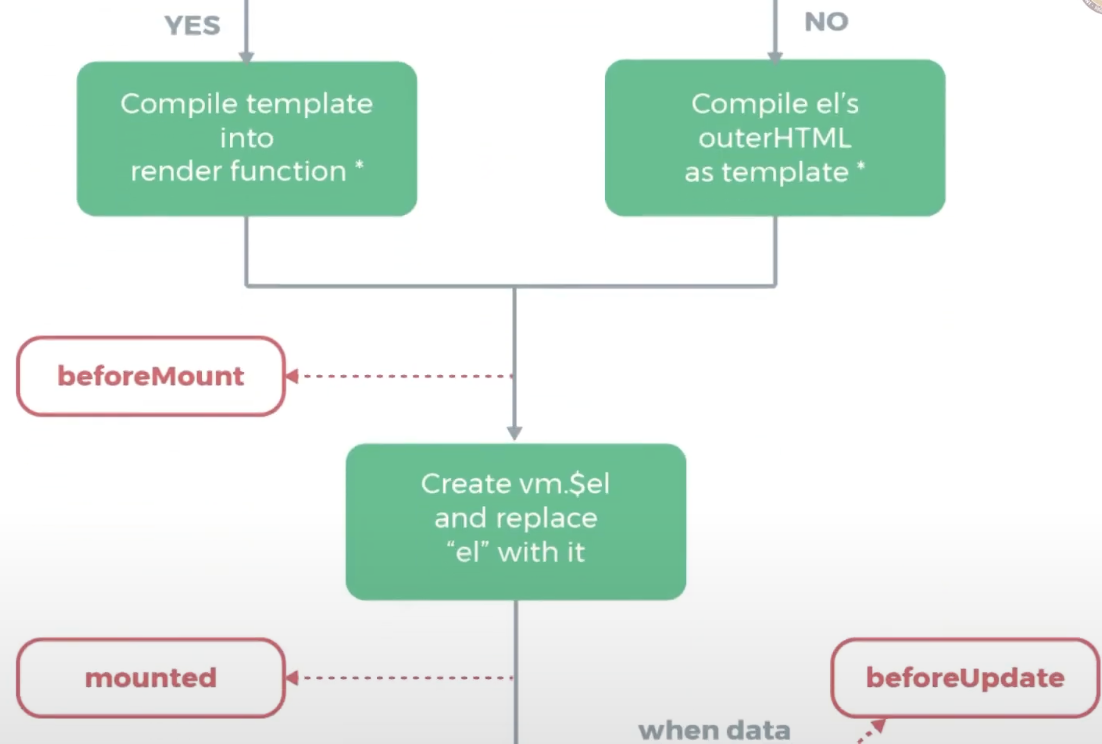 YES
NO
Compile template
into
render function *
Compile el’s
outerHTML
as template *
beforeMount
Create vm.$el
and replace
“el” with it
mounted
beforeUpdate
when data